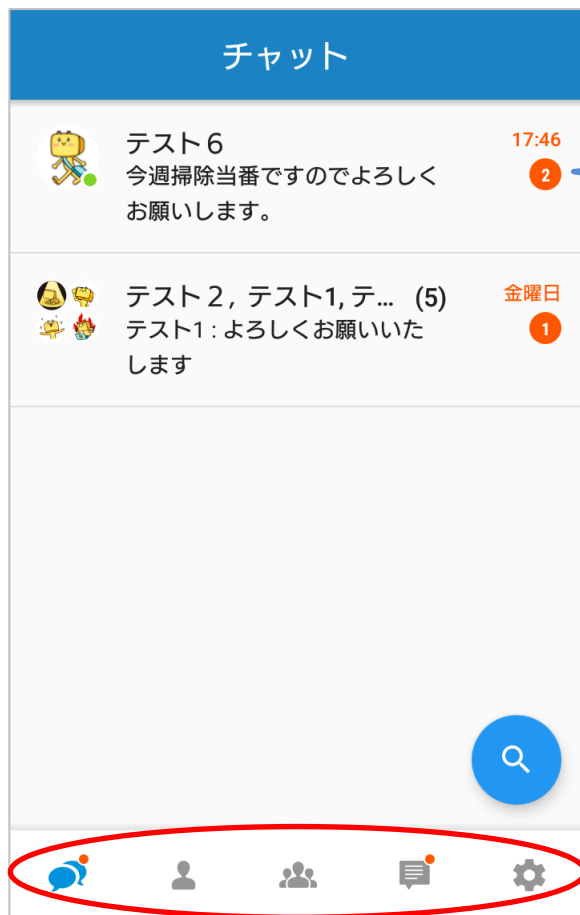 チャット
テスト６
17:46
今週掃除当番ですのでよろしく
2
お願いします。
テスト２, テスト1, テ... (5)
金曜日
テスト1 : よろしくお願いいた
1
します